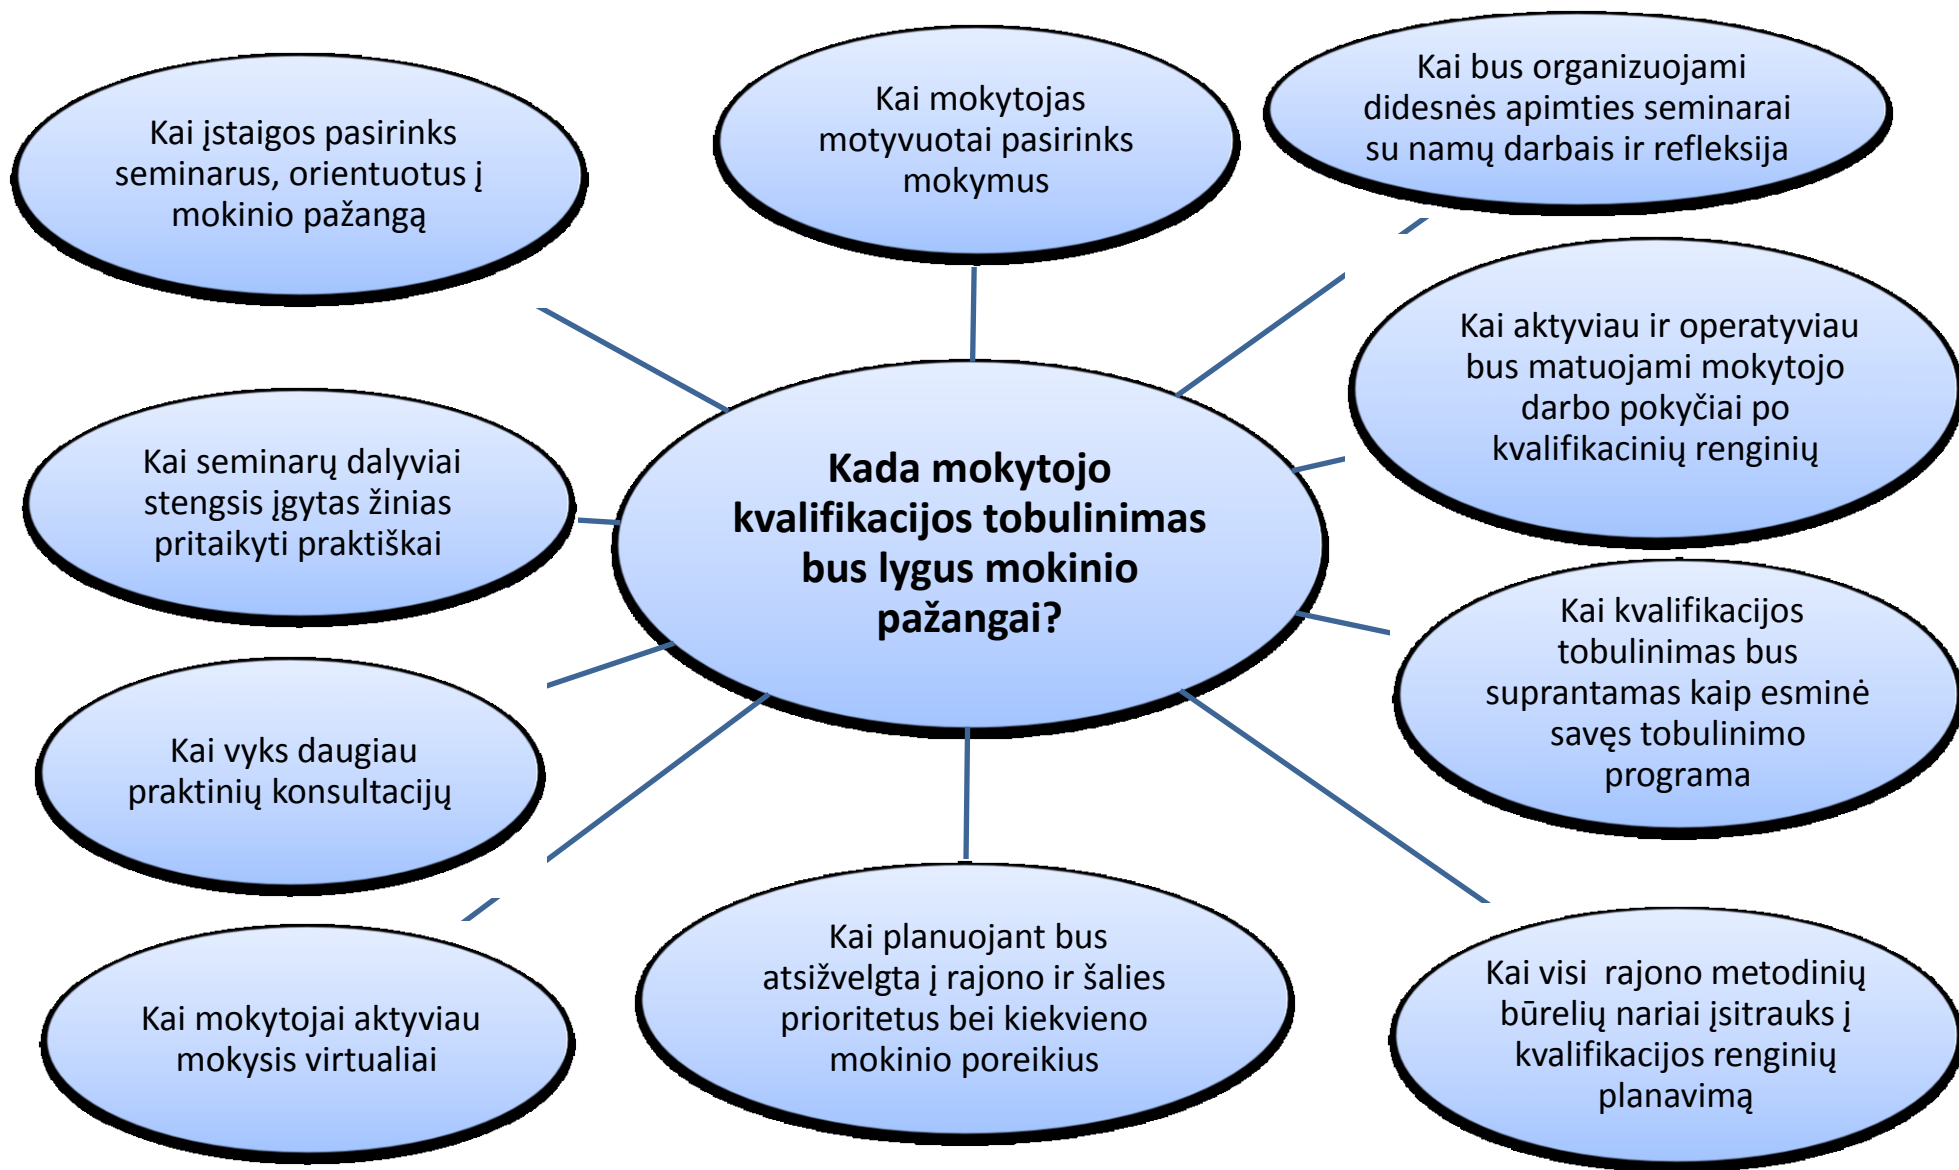 Kai įstaigos pasirinks
seminarus, orientuotus į
mokinio pažangą
Kai mokytojas
motyvuotai pasirinks
mokymus
Kai bus organizuojami
didesnės apimties seminarai
su namų darbais ir refleksija
Kai aktyviau ir operatyviau
bus matuojami mokytojo
darbo pokyčiai po
kvalifikacinių renginių
Kai seminarų dalyviai
stengsis įgytas žinias
pritaikyti praktiškai
Kada mokytojo
kvalifikacijos tobulinimas
bus lygus mokinio
pažangai?
Kai kvalifikacijos
tobulinimas bus
suprantamas kaip esminė
savęs tobulinimo
programa
Kai vyks daugiau
praktinių konsultacijų
Kai mokytojai aktyviau
mokysis virtualiai
Kai planuojant bus
atsižvelgta į rajono ir šalies
prioritetus bei kiekvieno
mokinio poreikius
Kai visi  rajono metodinių
būrelių nariai įsitrauks į
kvalifikacijos renginių
planavimą